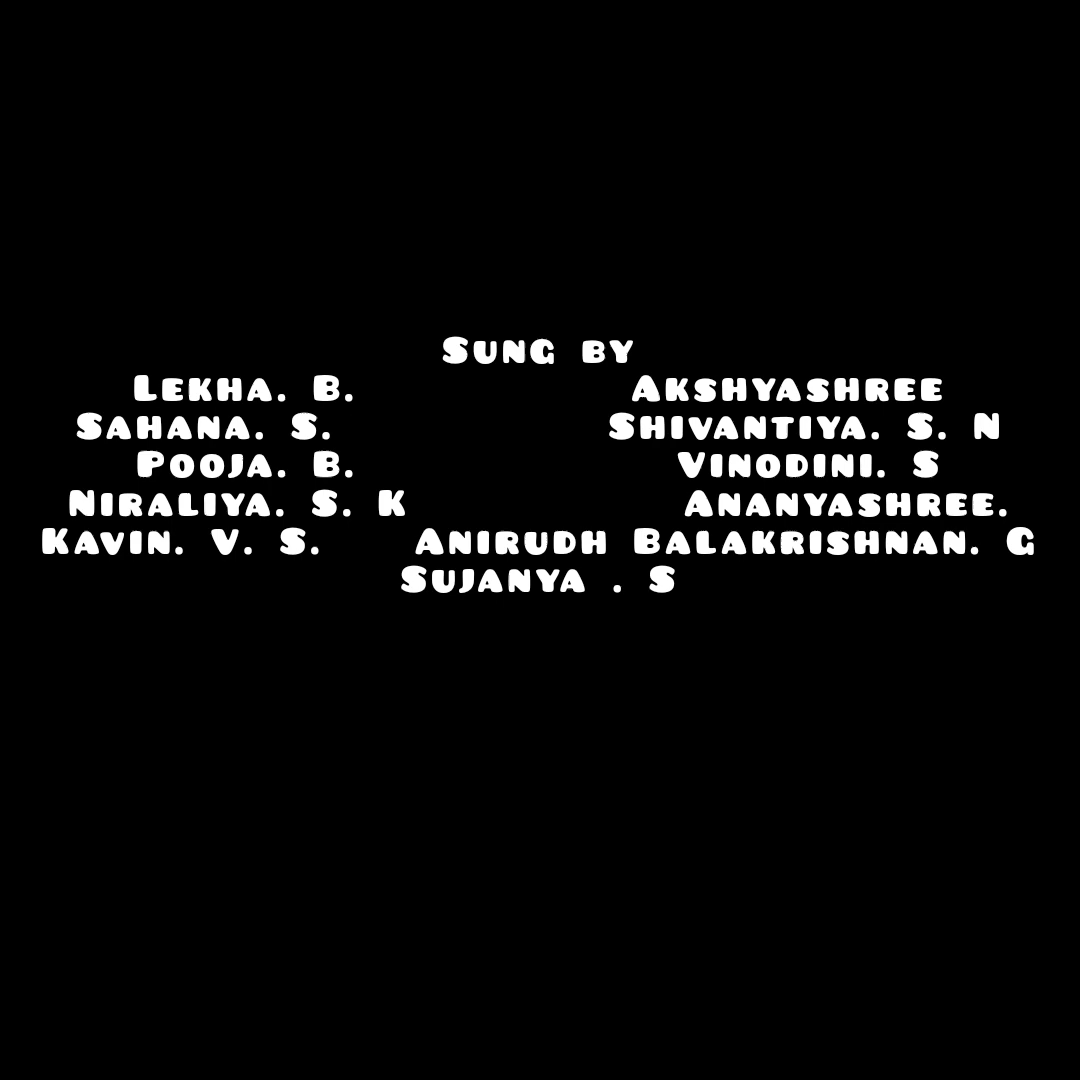 Sung by
Lekha. B. Akshyashree
Sahana. S. Shivantiya. S. N
Pooja. B. Vinodini. S
Niraliya. S. K Ananyashree.
Kavin. V. S. Anirudh Balakrishnan. G
Sujanya . S